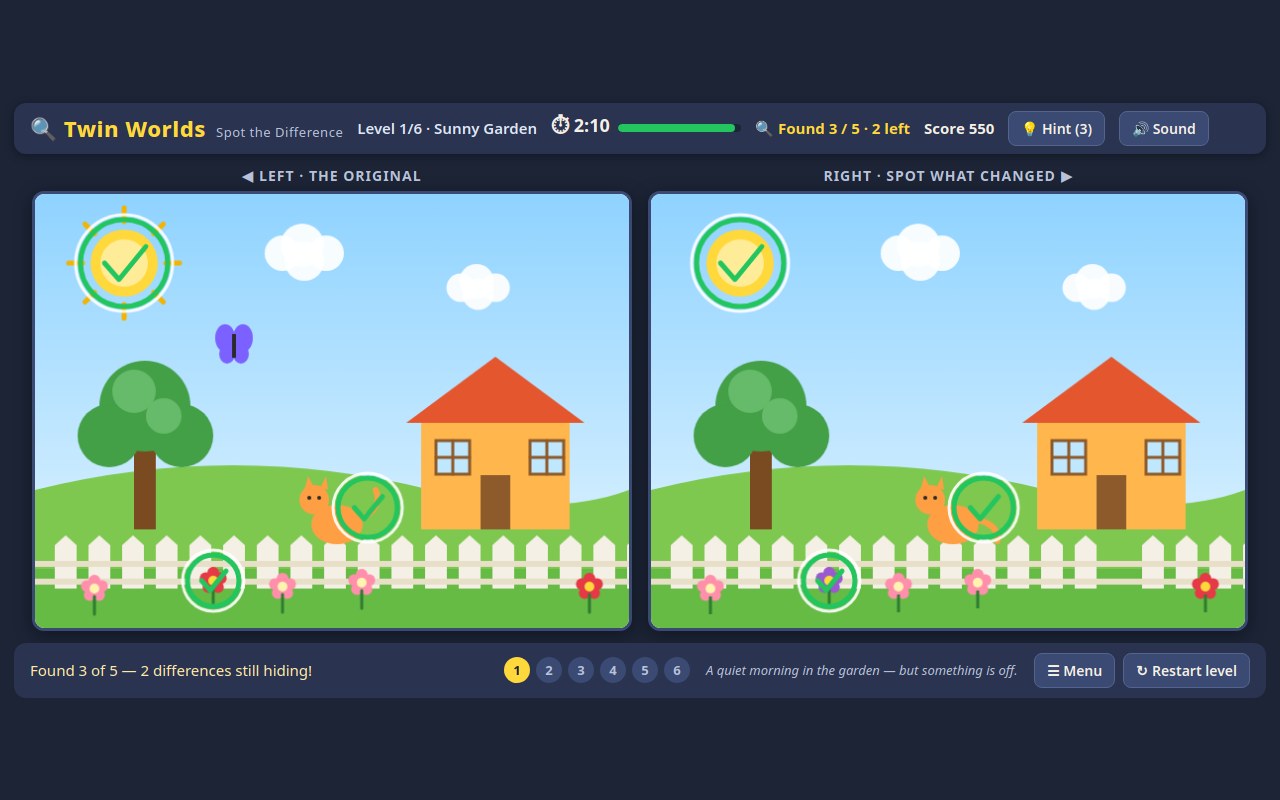 🔍 Twin Worlds Spot the Difference Level 1/6 · Sunny Garden ⏱ 2:10 🔍 Found 3 / 5 · 2 left Score 550 💡 Hint (3) 🔊 Sound
◀ LEFT · THE ORIGINAL
RIGHT · SPOT WHAT CHANGED ▶
Found 3 of 5 — 2 differences still hiding! 1 2 3 4 5 6 A quiet morning in the garden — but something is off. ☰ Menu ↻ Restart level